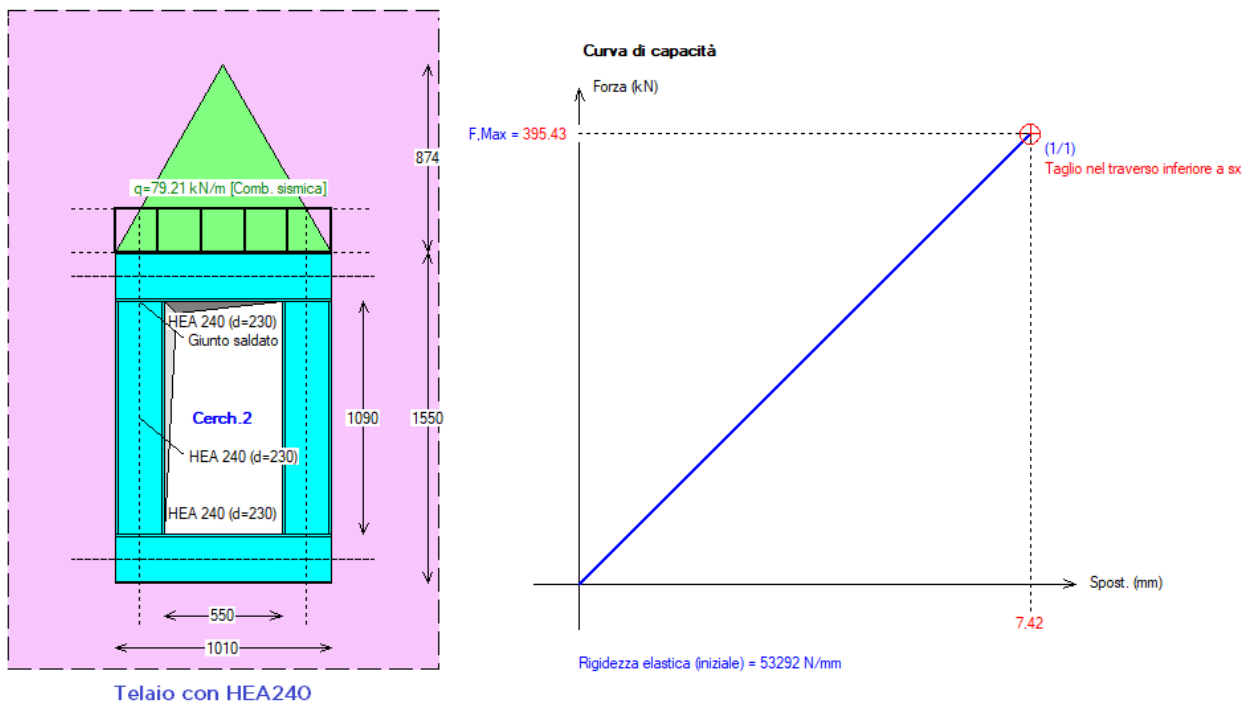 874
q=79.21 kN/m [Comb. sismica]
HEA 240 (d=230)
Giunto saldato
Cerch.2
1090
1550
HEA 240 (d=230)
HEA 240 (d=230)
550
1010
Telaio con HEA240
Curva di capacità
Forza (kN)
F,Max = 395.43
(1/1)
Taglio nel traverso inferiore a sx
Spost. (mm)
7.42
Rigidezza elastica (iniziale) = 53292 N/mm